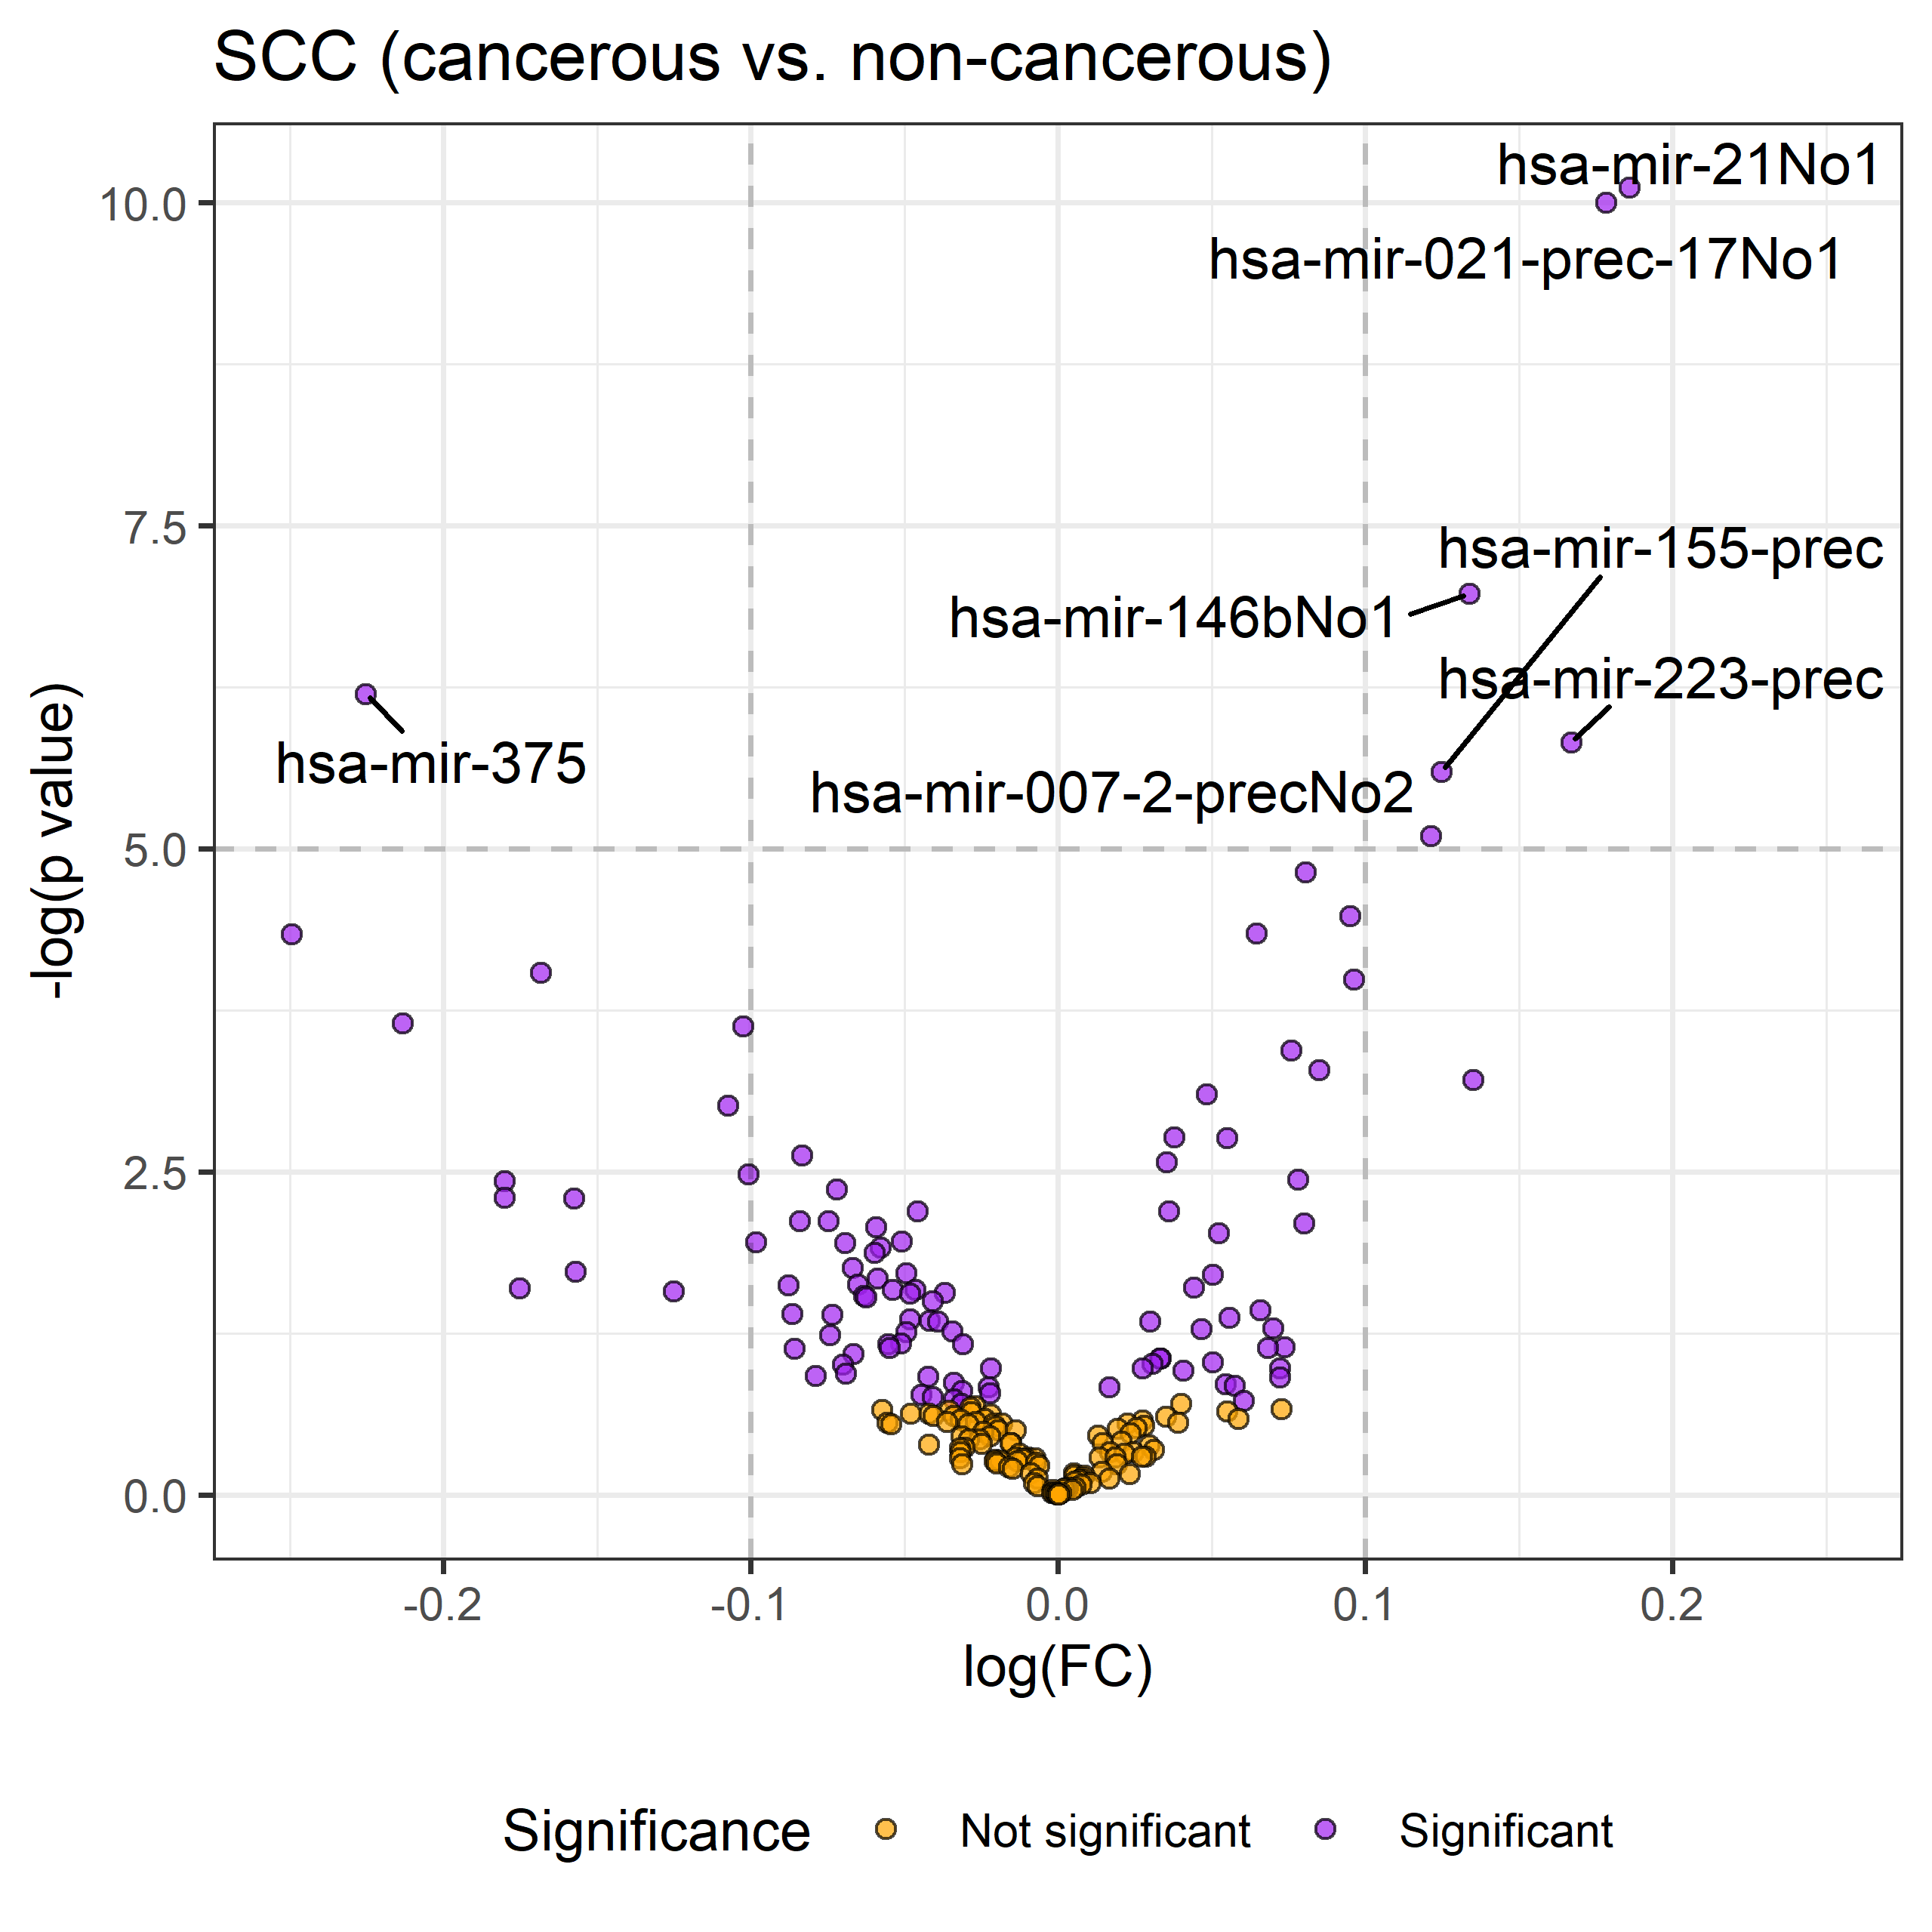 SCC (cancerous vs. non-cancerous)
hsa-mir-21No1
10.0
hsa-mir-021-prec-17No1
7.5
hsa-mir-155-prec
hsa-mir-146bNo1
hsa-mir-223-prec
hsa-mir-375
hsa-mir-007-2-precNo2
-log(p value)
5.0
2.5
0.0
-0.2 -0.1 0.0 0.1 0.2
log(FC)
Significance Not significant Significant